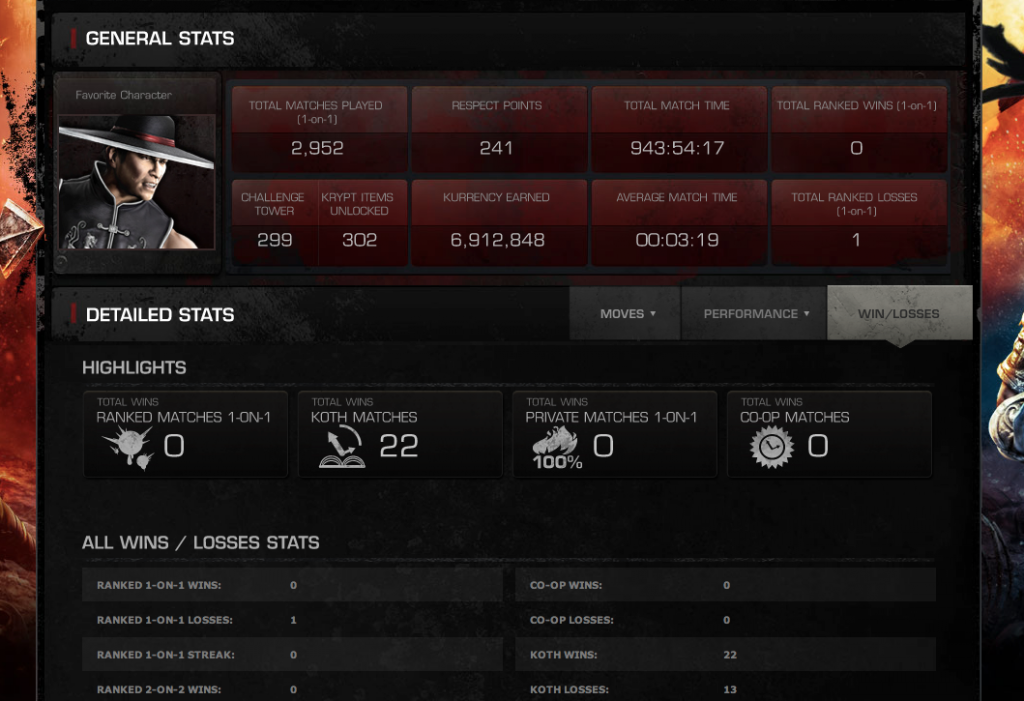 GENERAL STATS
Favorite Character
TOTAL MATCHES PLAYED
(1-on-1)
2,952
RESPECT POINTS
241
TOTAL MATCH TIME
943:54:17
TOTAL RANKED WINS (1-on-1)
0
CHALLENGE
TOWER
299
KRYPT ITEMS
UNLOCKED
302
KURRENCY EARNED
6,912,848
AVERAGE MATCH TIME
00:03:19
TOTAL RANKED LOSSES
(1-on-1)
1
DETAILED STATS
MOVES
PERFORMANCE
WIN/LOSSES
HIGHLIGHTS
TOTAL WINS
RANKED MATCHES 1-ON-1
0
TOTAL WINS
KOTH MATCHES
22
TOTAL WINS
PRIVATE MATCHES 1-ON-1
100%
0
TOTAL WINS
CO-OP MATCHES
0
ALL WINS / LOSSES STATS
RANKED 1-ON-1 WINS: 0
CO-OP WINS: 0
RANKED 1-ON-1 LOSSES: 1
CO-OP LOSSES: 0
RANKED 1-ON-1 STREAK: 0
KOTH WINS: 22
RANKED 2-ON-2 WINS: 0
KOTH LOSSES: 13